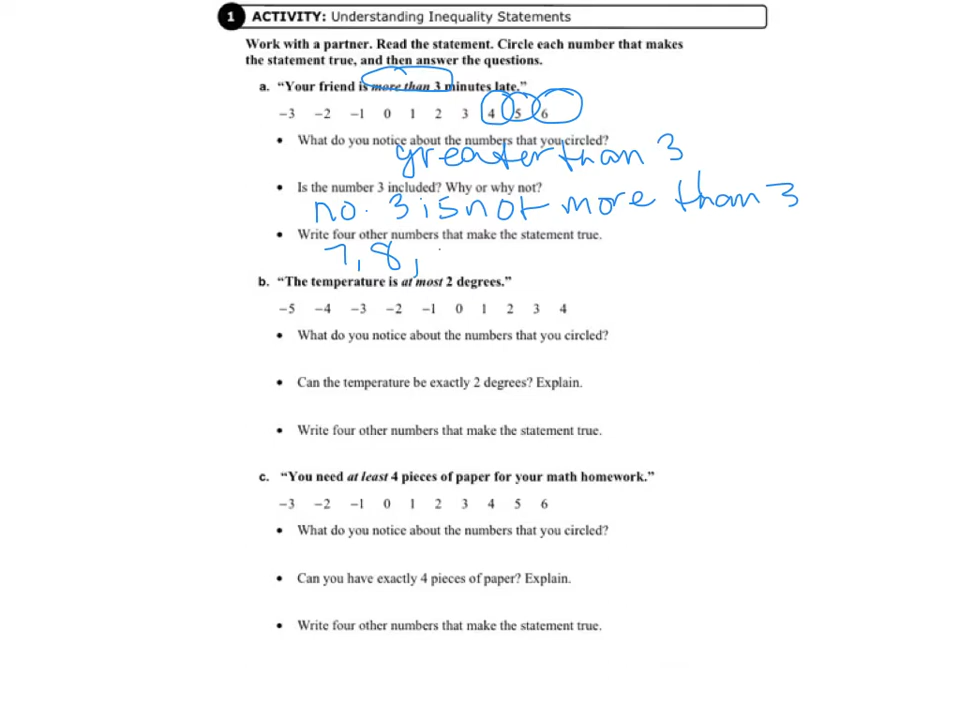 1 ACTIVITY: Understanding Inequality Statements
Work with a partner. Read the statement. Circle each number that makes
the statement true, and then answer the questions.
a. “Your friend is more than 3 minutes late.”
−3 −2 −1 0 1 2 3 4 5 6
• What do you notice about the numbers that you circled?
greater than 3
• Is the number 3 included? Why or why not?
no. 3 is not more than 3
• Write four other numbers that make the statement true.
7, 8,
b. “The temperature is at most 2 degrees.”
−5 −4 −3 −2 −1 0 1 2 3 4
• What do you notice about the numbers that you circled?
• Can the temperature be exactly 2 degrees? Explain.
• Write four other numbers that make the statement true.
c. “You need at least 4 pieces of paper for your math homework.”
−3 −2 −1 0 1 2 3 4 5 6
• What do you notice about the numbers that you circled?
• Can you have exactly 4 pieces of paper? Explain.
• Write four other numbers that make the statement true.